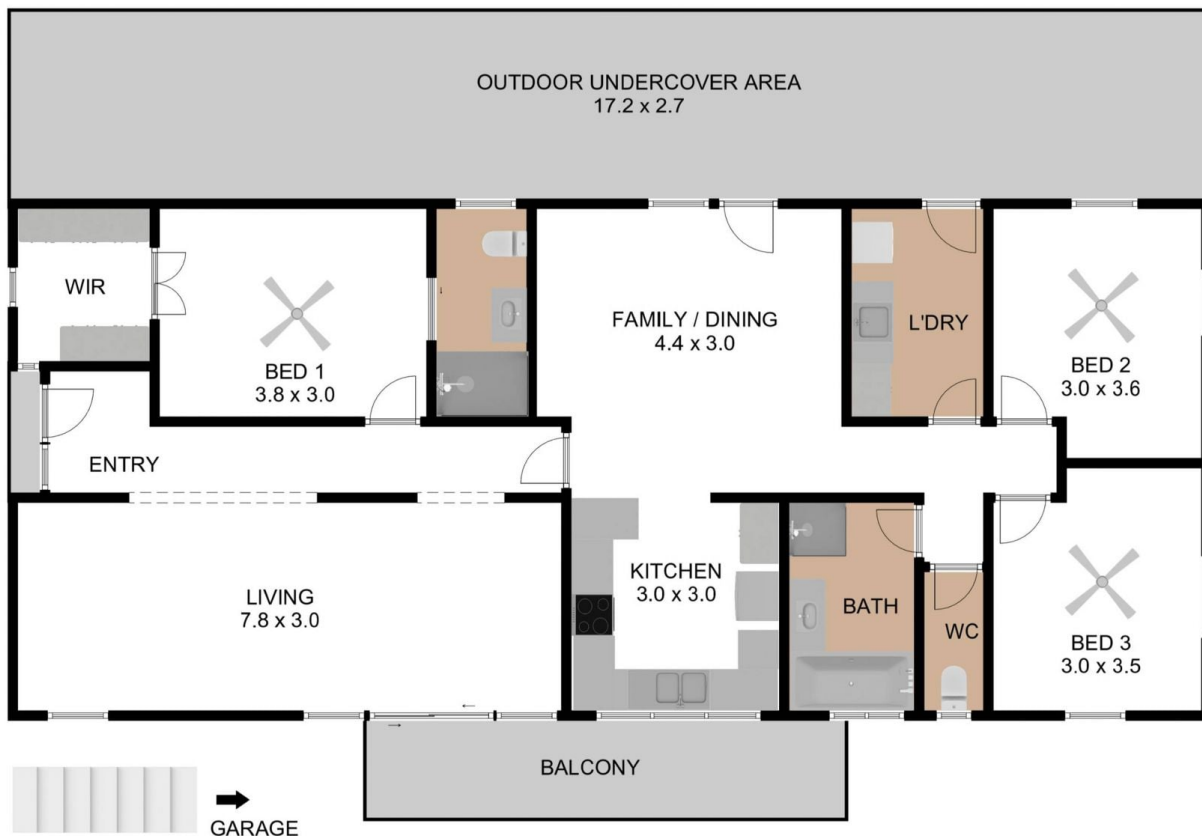 OUTDOOR UNDERCOVER AREA
17.2 x 2.7
WIR
BED 1
3.8 x 3.0
FAMILY / DINING
4.4 x 3.0
L'DRY
BED 2
3.0 x 3.6
ENTRY
LIVING
7.8 x 3.0
KITCHEN
3.0 x 3.0
BATH
WC
BED 3
3.0 x 3.5
BALCONY
GARAGE